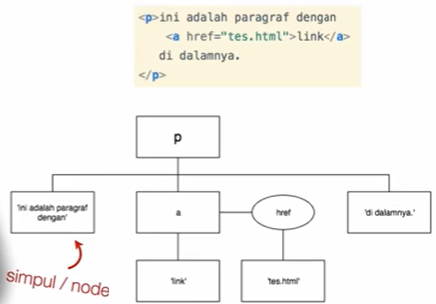 <p>ini adalah paragraf dengan
<a href="tes.html">link</a>
di dalamnya.
</p>
p
'ini adalah paragraf
dengan'
a
href
'di dalamnya.'
simpul / node
'link'
'tes.html'